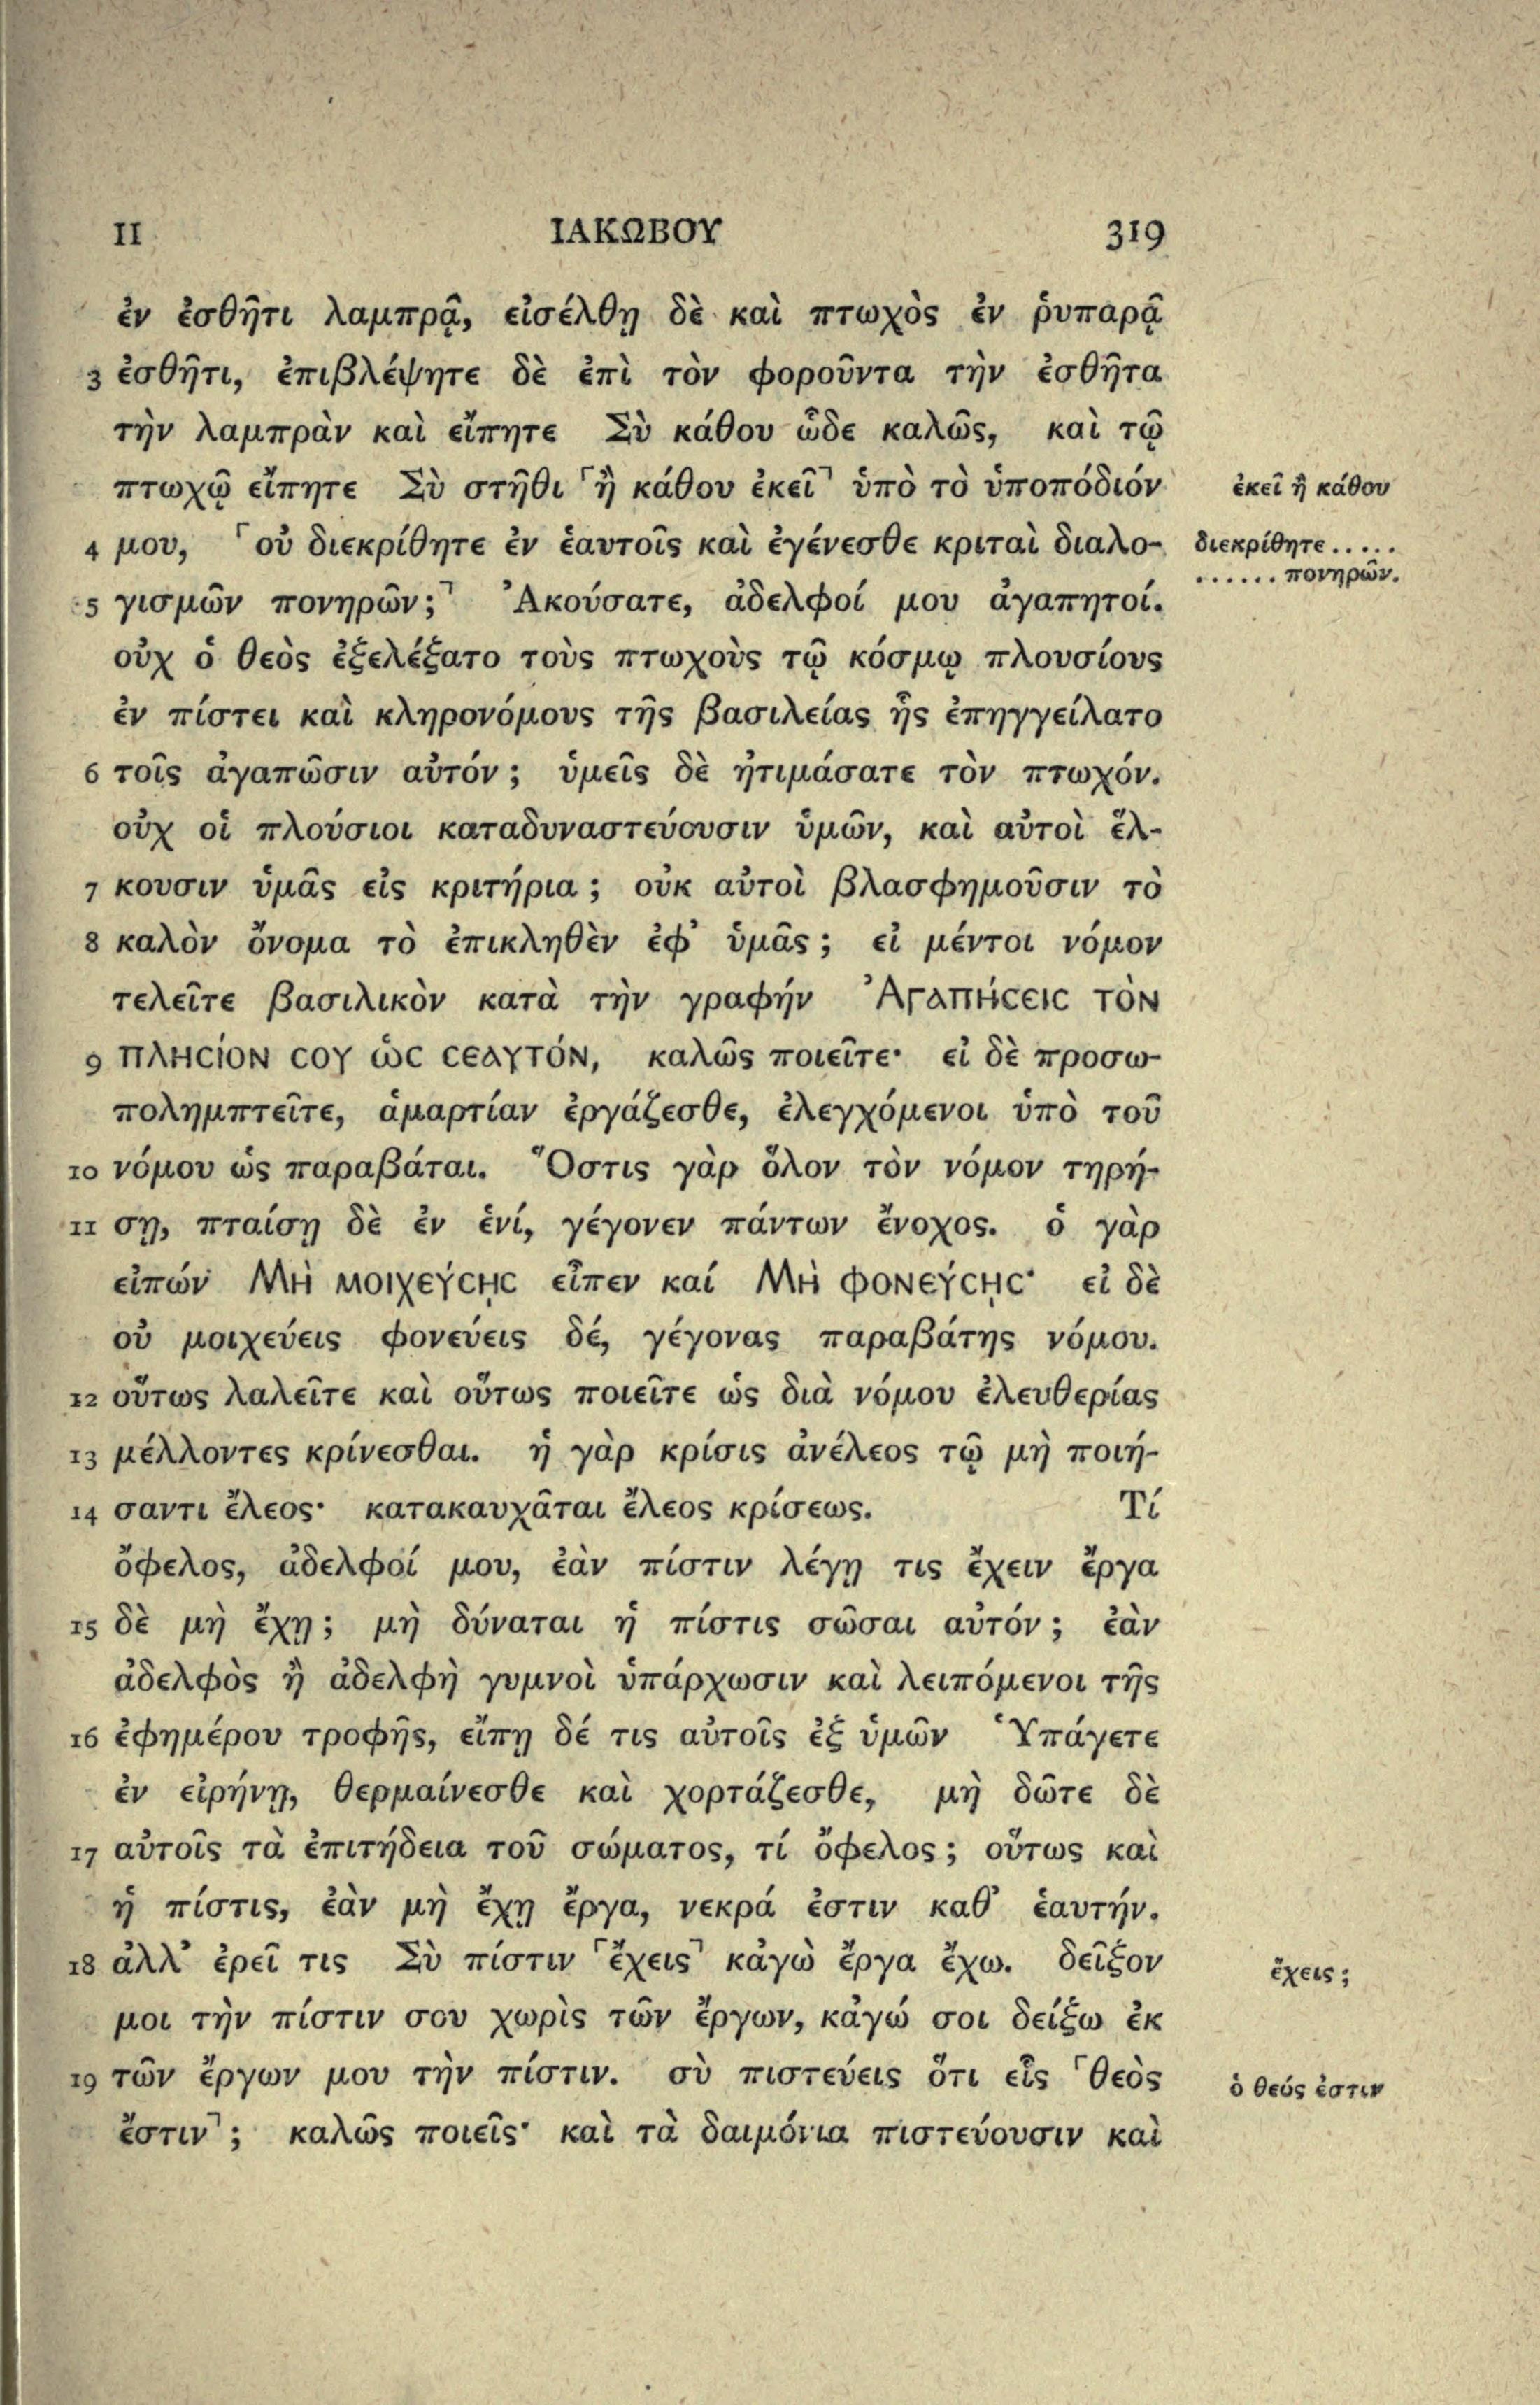 II ΙΑΚΩΒΟΥ 319
ἐν ἐσθῆτι λαμπρᾷ, εἰσέλθῃ δὲ καὶ πτωχὸς ἐν ῥυπαρᾷ
3 ἐσθῆτι, ἐπιβλέψητε δὲ ἐπὶ τὸν φοροῦντα τὴν ἐσθῆτα
τὴν λαμπρὰν καὶ εἴπητε Σὺ κάθου ὧδε καλῶς, καὶ τῷ
πτωχῷ εἴπητε Σὺ στῆθι ⸢ἢ κάθου ἐκεῖ⸣ ὑπὸ τὸ ὑποπόδιόν ἐκεῖ ἢ κάθου
4 μου, ⸢οὐ διεκρίθητε ἐν ἑαυτοῖς καὶ ἐγένεσθε κριταὶ διαλο- διεκρίθητε.....
...... πονηρῶν.
5 γισμῶν πονηρῶν;⸣ Ἀκούσατε, ἀδελφοί μου ἀγαπητοί.
οὐχ ὁ θεὸς ἐξελέξατο τοὺς πτωχοὺς τῷ κόσμῳ πλουσίους
ἐν πίστει καὶ κληρονόμους τῆς βασιλείας ἧς ἐπηγγείλατο
6 τοῖς ἀγαπῶσιν αὐτόν; ὑμεῖς δὲ ἠτιμάσατε τὸν πτωχόν.
οὐχ οἱ πλούσιοι καταδυναστεύουσιν ὑμῶν, καὶ αὐτοὶ ἕλ-
7 κουσιν ὑμᾶς εἰς κριτήρια; οὐκ αὐτοὶ βλασφημοῦσιν τὸ
8 καλὸν ὄνομα τὸ ἐπικληθὲν ἐφ᾽ ὑμᾶς; εἰ μέντοι νόμον
τελεῖτε βασιλικὸν κατὰ τὴν γραφήν Ἀγαπήσεις τὸν
9 πλησίον σου ὡς σεαυτόν, καλῶς ποιεῖτε· εἰ δὲ προσω-
πολημπτεῖτε, ἁμαρτίαν ἐργάζεσθε, ἐλεγχόμενοι ὑπὸ τοῦ
10 νόμου ὡς παραβάται. Ὅστις γὰρ ὅλον τὸν νόμον τηρή-
11 σῃ, πταίσῃ δὲ ἐν ἑνί, γέγονεν πάντων ἔνοχος. ὁ γὰρ
εἰπών Μὴ μοιχεύσῃς εἶπεν καί Μὴ φονεύσῃς· εἰ δὲ
οὐ μοιχεύεις φονεύεις δέ, γέγονας παραβάτης νόμου.
12 οὕτως λαλεῖτε καὶ οὕτως ποιεῖτε ὡς διὰ νόμου ἐλευθερίας
13 μέλλοντες κρίνεσθαι. ἡ γὰρ κρίσις ἀνέλεος τῷ μὴ ποιή-
14 σαντι ἔλεος· κατακαυχᾶται ἔλεος κρίσεως. Τί
ὄφελος, ἀδελφοί μου, ἐὰν πίστιν λέγῃ τις ἔχειν ἔργα
15 δὲ μὴ ἔχῃ; μὴ δύναται ἡ πίστις σῶσαι αὐτόν; ἐὰν
ἀδελφὸς ἢ ἀδελφὴ γυμνοὶ ὑπάρχωσιν καὶ λειπόμενοι τῆς
16 ἐφημέρου τροφῆς, εἴπῃ δέ τις αὐτοῖς ἐξ ὑμῶν Ὑπάγετε
ἐν εἰρήνῃ, θερμαίνεσθε καὶ χορτάζεσθε, μὴ δῶτε δὲ
17 αὐτοῖς τὰ ἐπιτήδεια τοῦ σώματος, τί ὄφελος; οὕτως καὶ
ἡ πίστις, ἐὰν μὴ ἔχῃ ἔργα, νεκρά ἐστιν καθ᾽ ἑαυτήν.
18 ἀλλ᾽ ἐρεῖ τις Σὺ πίστιν ⸢ἔχεις⸣ κἀγὼ ἔργα ἔχω. δεῖξον ἔχεις;
μοι τὴν πίστιν σου χωρὶς τῶν ἔργων, κἀγώ σοι δείξω ἐκ
19 τῶν ἔργων μου τὴν πίστιν. σὺ πιστεύεις ὅτι εἷς ⸢θεὸς ὁ θεός ἐστιν
ἔστιν⸣; καλῶς ποιεῖς· καὶ τὰ δαιμόνια πιστεύουσιν καὶ